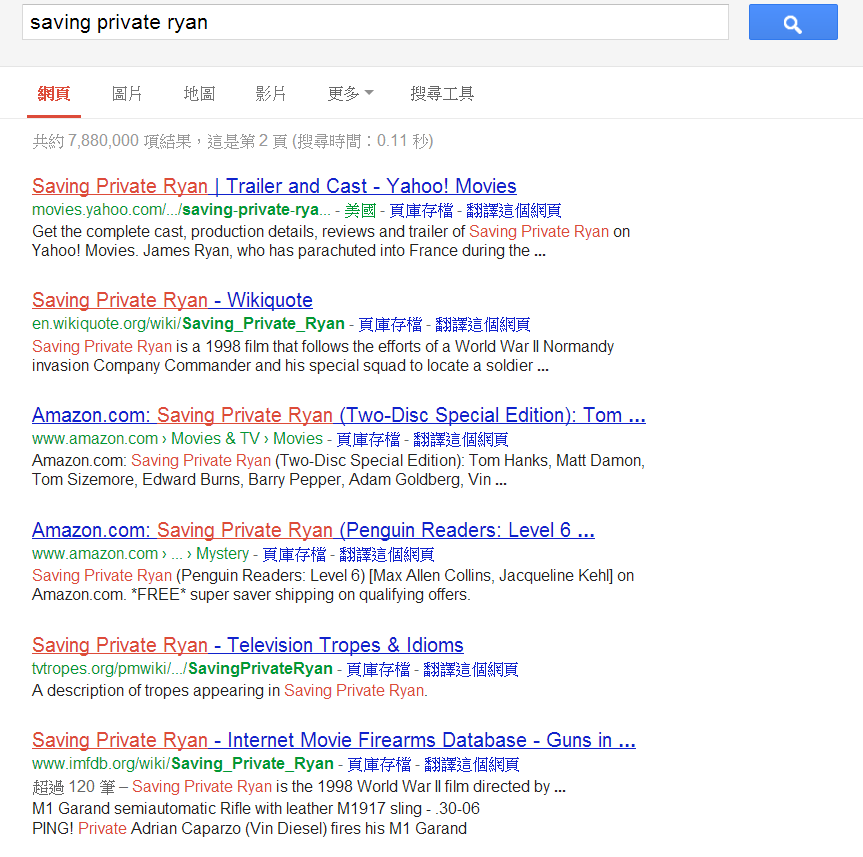 saving private ryan
網頁 圖片 地圖 影片 更多 搜尋工具
共約 7,880,000 項結果，這是第 2 頁 (搜尋時間：0.11 秒)
Saving Private Ryan | Trailer and Cast - Yahoo! Movies
movies.yahoo.com/.../saving-private-rya... - 美國 - 頁庫存檔 - 翻譯這個網頁
Get the complete cast, production details, reviews and trailer of Saving Private Ryan on
Yahoo! Movies. James Ryan, who has parachuted into France during the ...
Saving Private Ryan - Wikiquote
en.wikiquote.org/wiki/Saving_Private_Ryan - 頁庫存檔 - 翻譯這個網頁
Saving Private Ryan is a 1998 film that follows the efforts of a World War II Normandy
invasion Company Commander and his special squad to locate a soldier ...
Amazon.com: Saving Private Ryan (Two-Disc Special Edition): Tom ...
www.amazon.com › Movies & TV › Movies - 頁庫存檔 - 翻譯這個網頁
Amazon.com: Saving Private Ryan (Two-Disc Special Edition): Tom Hanks, Matt Damon,
Tom Sizemore, Edward Burns, Barry Pepper, Adam Goldberg, Vin ...
Amazon.com: Saving Private Ryan (Penguin Readers: Level 6 ...
www.amazon.com › ... › Mystery - 頁庫存檔 - 翻譯這個網頁
Saving Private Ryan (Penguin Readers: Level 6) [Max Allen Collins, Jacqueline Kehl] on
Amazon.com. *FREE* super saver shipping on qualifying offers.
Saving Private Ryan - Television Tropes & Idioms
tvtropes.org/pmwiki/.../SavingPrivateRyan - 頁庫存檔 - 翻譯這個網頁
A description of tropes appearing in Saving Private Ryan.
Saving Private Ryan - Internet Movie Firearms Database - Guns in ...
www.imfdb.org/wiki/Saving_Private_Ryan - 頁庫存檔 - 翻譯這個網頁
超過 120 筆 – Saving Private Ryan is the 1998 World War II film directed by ...
M1 Garand semiautomatic Rifle with leather M1917 sling - .30-06
PING! Private Adrian Caparzo (Vin Diesel) fires his M1 Garand